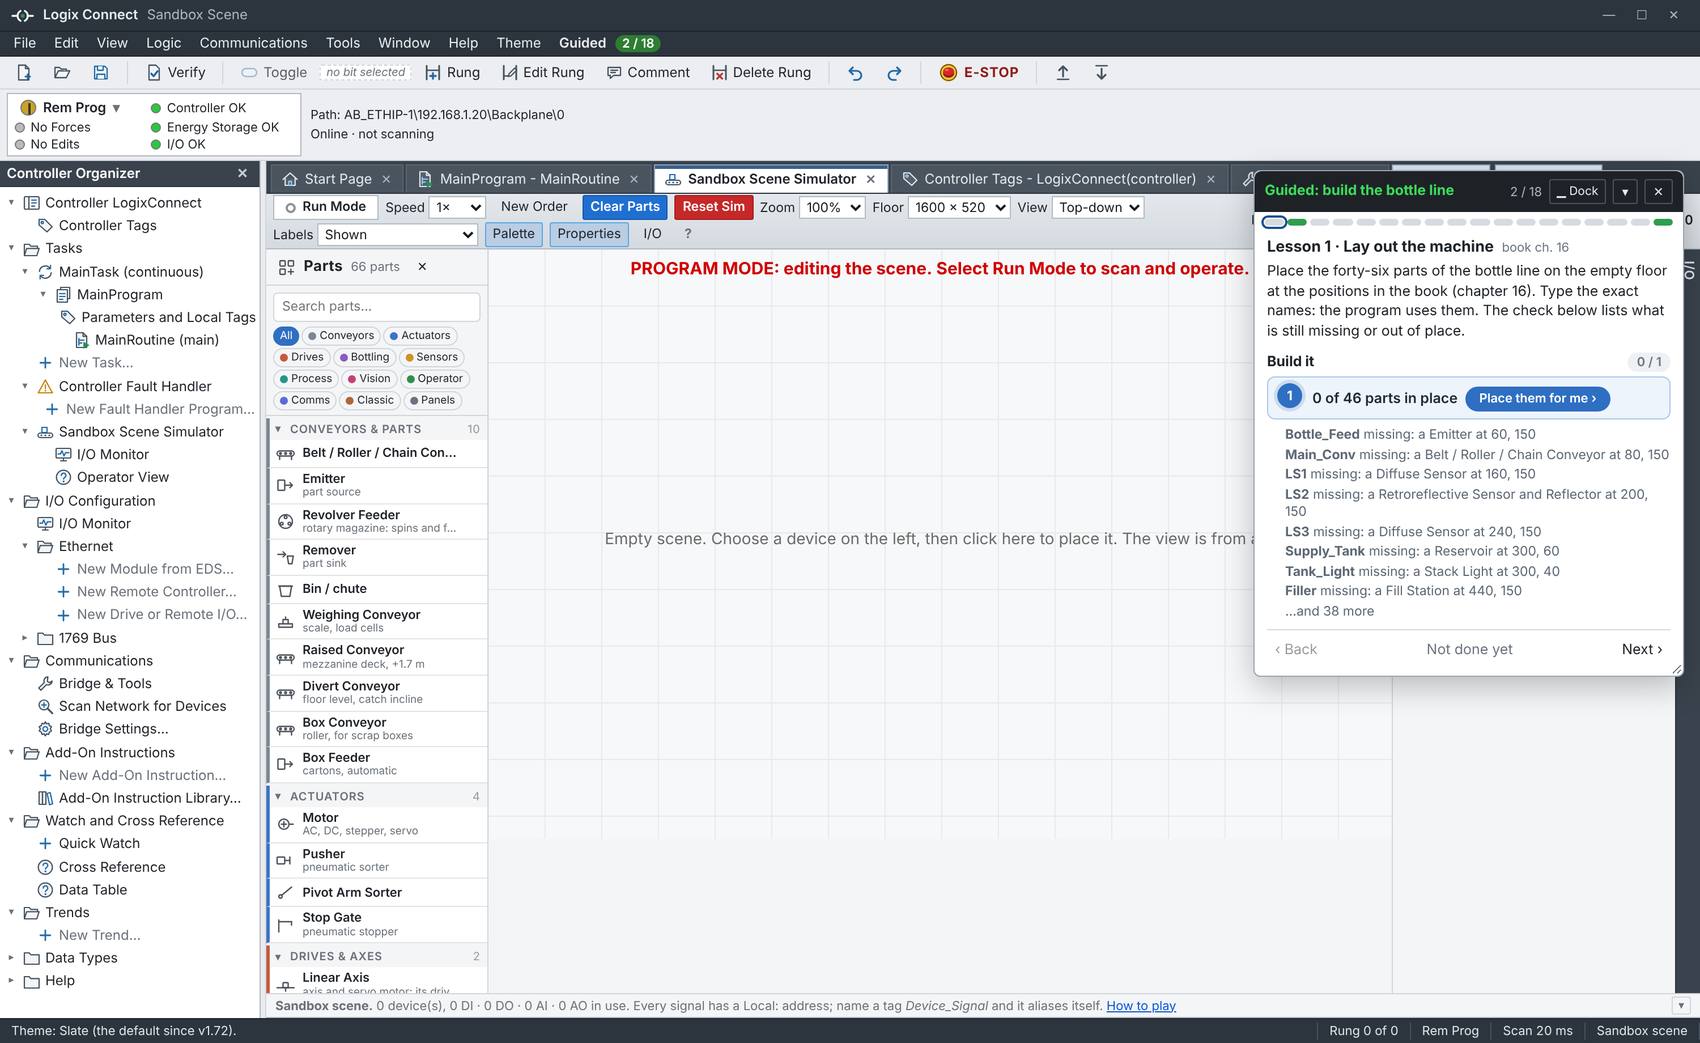 Logix Connect Sandbox Scene
File Edit View Logic Communications Tools Window Help Theme Guided 2 / 18
Verify Toggle no bit selected Rung Edit Rung Comment Delete Rung E-STOP
Rem Prog
No Forces
No Edits
Controller OK
Energy Storage OK
I/O OK
Path: AB_ETHIP-1\192.168.1.20\Backplane\0
Online · not scanning
Controller Organizer
Controller LogixConnect
Controller Tags
Tasks
MainTask (continuous)
MainProgram
Parameters and Local Tags
MainRoutine (main)
New Task...
Controller Fault Handler
New Fault Handler Program...
Sandbox Scene Simulator
I/O Monitor
Operator View
I/O Configuration
I/O Monitor
Ethernet
New Module from EDS...
New Remote Controller...
New Drive or Remote I/O...
1769 Bus
Communications
Bridge & Tools
Scan Network for Devices
Bridge Settings...
Add-On Instructions
New Add-On Instruction...
Add-On Instruction Library...
Watch and Cross Reference
Quick Watch
Cross Reference
Data Table
Trends
New Trend...
Data Types
Help
Start Page MainProgram - MainRoutine Sandbox Scene Simulator Controller Tags - LogixConnect(controller)
Run Mode Speed 1× New Order Clear Parts Reset Sim Zoom 100% Floor 1600 × 520 View Top-down
Labels Shown Palette Properties I/O ?
Parts 66 parts
Search parts...
All Conveyors Actuators
Drives Bottling Sensors
Process Vision Operator
Comms Classic Panels
CONVEYORS & PARTS 10
Belt / Roller / Chain Con...
Emitter
part source
Revolver Feeder
rotary magazine: spins and f...
Remover
part sink
Bin / chute
Weighing Conveyor
scale, load cells
Raised Conveyor
mezzanine deck, +1.7 m
Divert Conveyor
floor level, catch incline
Box Conveyor
roller, for scrap boxes
Box Feeder
cartons, automatic
ACTUATORS 4
Motor
AC, DC, stepper, servo
Pusher
pneumatic sorter
Pivot Arm Sorter
Stop Gate
pneumatic stopper
DRIVES & AXES 2
Linear Axis
axis and servo motor: its driv
PROGRAM MODE: editing the scene. Select Run Mode to scan and operate.
Empty scene. Choose a device on the left, then click here to place it. The view is from
Guided: build the bottle line 2 / 18 Dock
Lesson 1 · Lay out the machine book ch. 16
Place the forty-six parts of the bottle line on the empty floor
at the positions in the book (chapter 16). Type the exact
names: the program uses them. The check below lists what
is still missing or out of place.
Build it 0 / 1
1 0 of 46 parts in place Place them for me ›
Bottle_Feed missing: a Emitter at 60, 150
Main_Conv missing: a Belt / Roller / Chain Conveyor at 80, 150
LS1 missing: a Diffuse Sensor at 160, 150
LS2 missing: a Retroreflective Sensor and Reflector at 200,
150
LS3 missing: a Diffuse Sensor at 240, 150
Supply_Tank missing: a Reservoir at 300, 60
Tank_Light missing: a Stack Light at 300, 40
Filler missing: a Fill Station at 440, 150
...and 38 more
‹ Back Not done yet Next ›
Sandbox scene. 0 device(s), 0 DI · 0 DO · 0 AI · 0 AO in use. Every signal has a Local: address; name a tag Device_Signal and it aliases itself. How to play
Theme: Slate (the default since v1.72). Rung 0 of 0 Rem Prog Scan 20 ms Sandbox scene